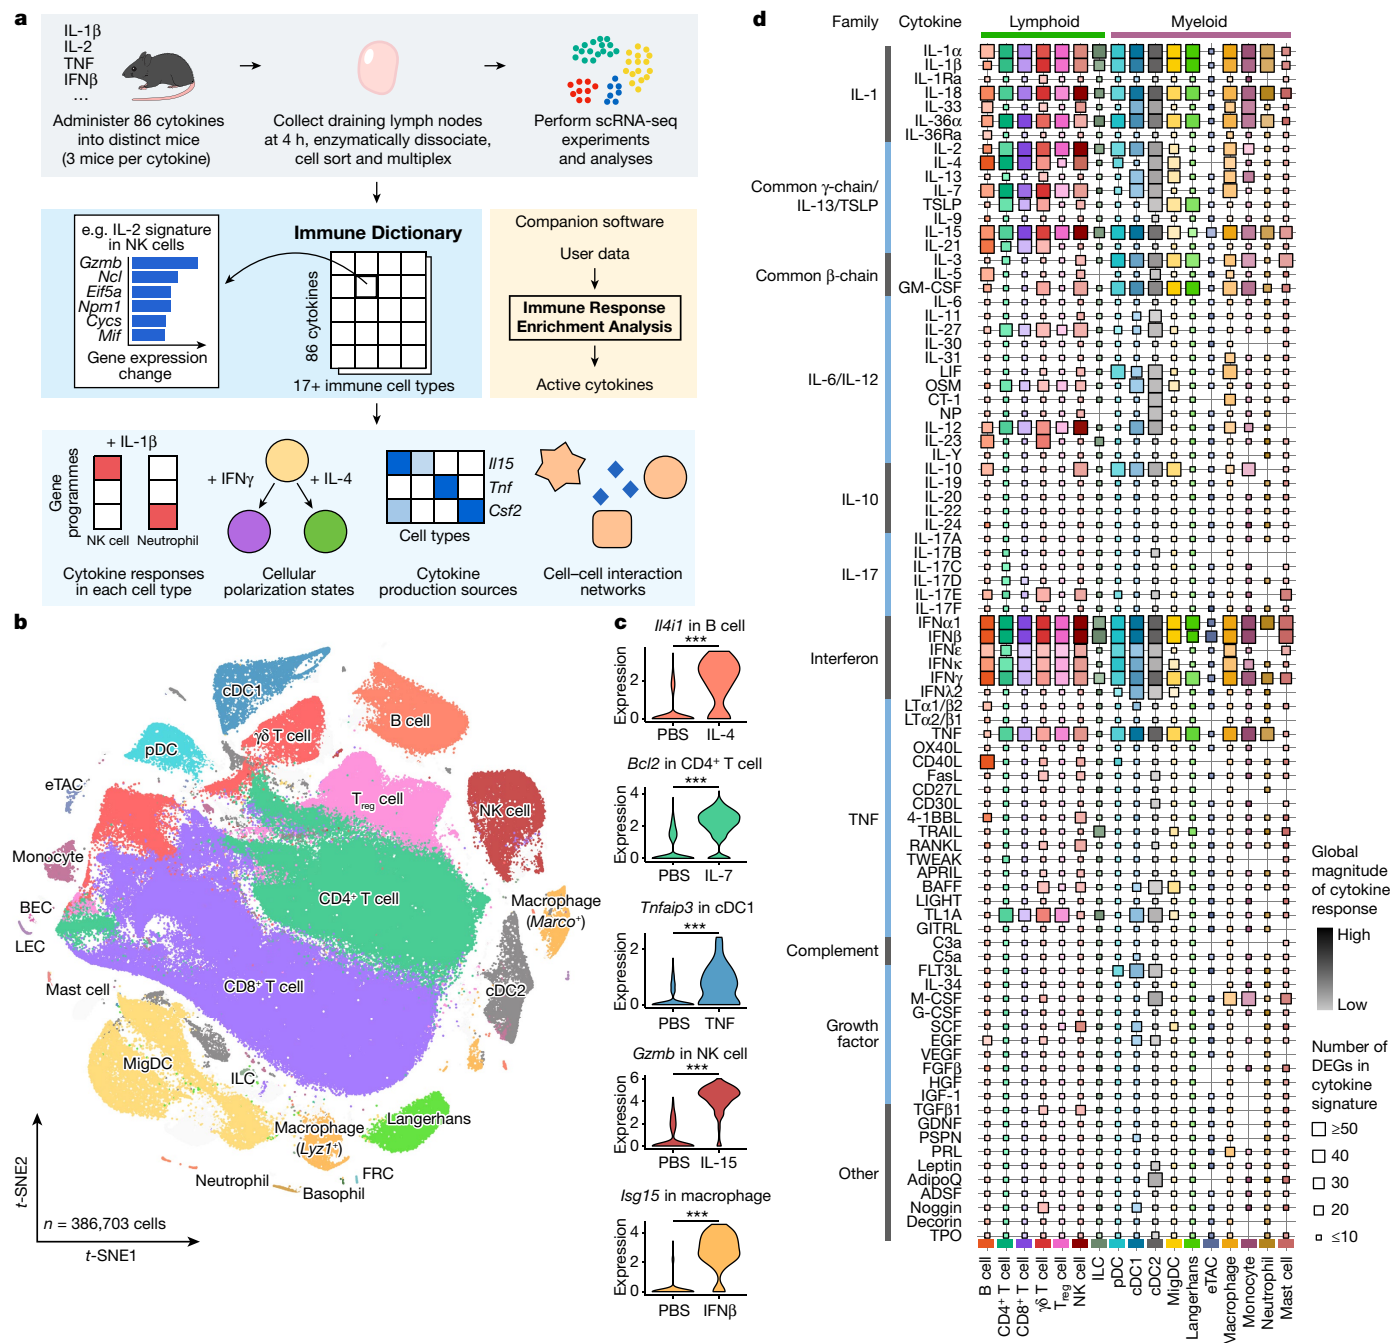 a
IL-1β
IL-2
TNF
IFNβ
...
Administer 86 cytokines
into distinct mice
(3 mice per cytokine)
Collect draining lymph nodes
at 4 h, enzymatically dissociate,
cell sort and multiplex
Perform scRNA-seq
experiments
and analyses
e.g. IL-2 signature
in NK cells
Gzmb
Ncl
Eif5a
Npm1
Cycs
Mif
Gene expression
change
Immune Dictionary
86 cytokines
17+ immune cell types
Companion software
User data
Immune Response
Enrichment Analysis
Active cytokines
+ IL-1β
Gene
programmes
NK cell
Neutrophil
Cytokine responses
in each cell type
+ IFNγ
+ IL-4
Cellular
polarization states
Il15
Tnf
Csf2
Cell types
Cytokine
production sources
Cell–cell interaction
networks
b
cDC1
B cell
γδ T cell
pDC
eTAC
Treg cell
NK cell
Monocyte
CD4+ T cell
Macrophage
(Marco+)
BEC
LEC
CD8+ T cell
cDC2
Mast cell
MigDC
ILC
Langerhans
Macrophage
(Lyz1+)
FRC
Neutrophil
Basophil
n = 386,703 cells
t-SNE2
t-SNE1
c
Il4i1 in B cell
***
Expression
2
0
PBS
IL-4
Bcl2 in CD4+ T cell
***
Expression
4
2
0
PBS
IL-7
Tnfaip3 in cDC1
***
Expression
2
0
PBS
TNF
Gzmb in NK cell
***
Expression
6
4
2
0
PBS
IL-15
Isg15 in macrophage
***
Expression
4
2
0
PBS
IFNβ
d
Family
Cytokine
Lymphoid
Myeloid
IL-1
IL-1α
IL-1β
IL-1Ra
IL-18
IL-33
IL-36α
IL-36Ra
Common γ-chain/
IL-13/TSLP
IL-2
IL-4
IL-13
IL-7
TSLP
IL-9
IL-15
IL-21
Common β-chain
IL-3
IL-5
GM-CSF
IL-6/IL-12
IL-6
IL-11
IL-27
IL-30
IL-31
LIF
OSM
CT-1
NP
IL-12
IL-23
IL-Y
IL-10
IL-10
IL-19
IL-20
IL-22
IL-24
IL-17
IL-17A
IL-17B
IL-17C
IL-17D
IL-17E
IL-17F
Interferon
IFNα1
IFNβ
IFNε
IFNκ
IFNγ
IFNλ2
TNF
LTα1/β2
LTα2/β1
TNF
OX40L
CD40L
FasL
CD27L
CD30L
4-1BBL
TRAIL
RANKL
TWEAK
APRIL
BAFF
LIGHT
TL1A
GITRL
Complement
C3a
C5a
Growth
factor
FLT3L
IL-34
M-CSF
G-CSF
SCF
EGF
VEGF
FGFβ
HGF
IGF-1
Other
TGFβ1
GDNF
PSPN
PRL
Leptin
AdipoQ
ADSF
Noggin
Decorin
TPO
B cell
CD4+ T cell
CD8+ T cell
γδ T cell
Treg cell
NK cell
ILC
pDC
cDC1
cDC2
MigDC
Langerhans
eTAC
Macrophage
Monocyte
Neutrophil
Mast cell
Global
magnitude
of cytokine
response
High
Low
Number of
DEGs in
cytokine
signature
≥50
40
30
20
≤10